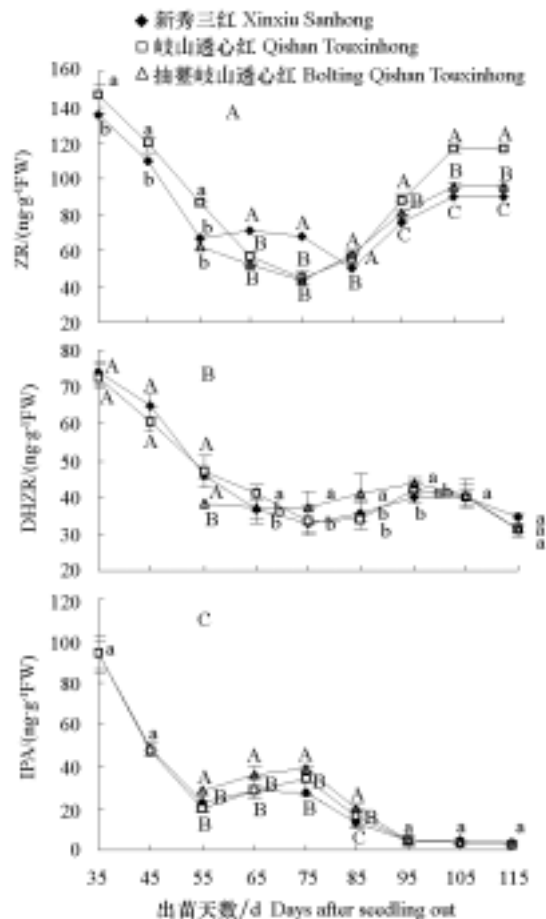 ◆ 新秀三红 Xinxiu Sanhong
□ 岐山透心红 Qishan Touxinhong
△ 抽薹岐山透心红 Bolting Qishan Touxinhong
A
ZR/(ng·g⁻¹FW)
160
140
120
100
80
60
40
20
a
b
a
b
a
b
b
A
B
B
A
B
B
A
A
B
A
B
C
A
B
C
A
B
C
B
DHZR/(ng·g⁻¹FW)
80
70
60
50
40
30
20
A
A
A
A
A
A
B
a
b
b
a
b
a
b
b
a
ab
b
a
a
a
a
C
IPA/(ng·g⁻¹FW)
120
100
80
60
40
20
0
a
a
A
B
B
A
B
B
A
B
B
A
B
C
a
a
a
35 45 55 65 75 85 95 105 115
出苗天数/d Days after seedling out